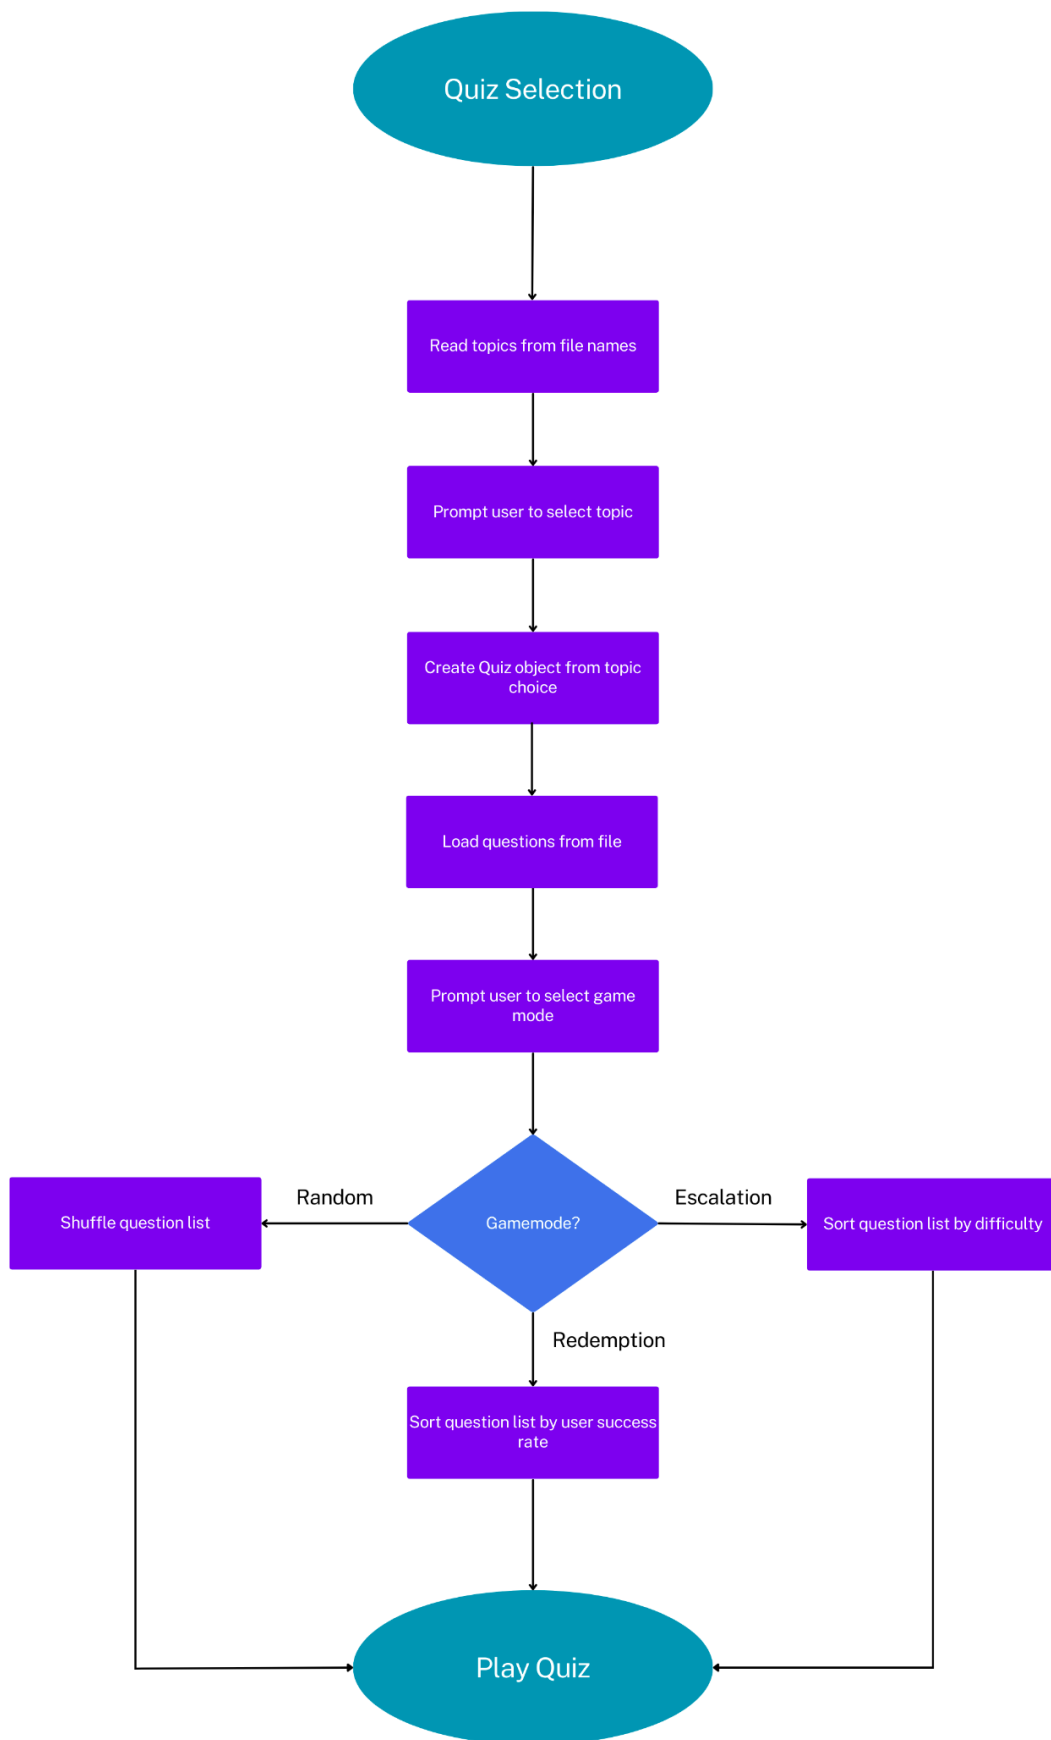 Quiz Selection
Read topics from file names
Prompt user to select topic
Create Quiz object from topic
choice
Load questions from file
Prompt user to select game
mode
Gamemode?
Random
Shuffle question list
Escalation
Sort question list by difficulty
Redemption
Sort question list by user success
rate
Play Quiz